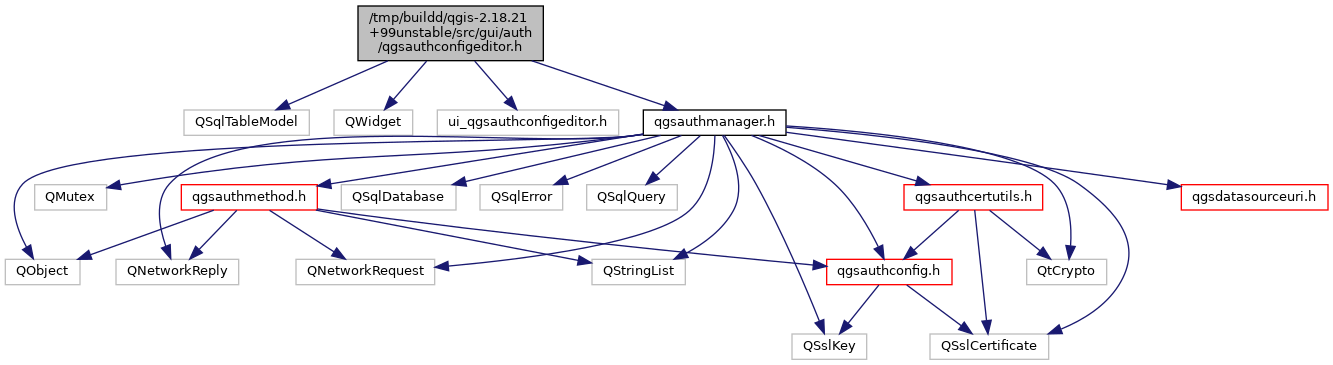 /tmp/buildd/qgis-2.18.21
+99unstable/src/gui/auth
/qgsauthconfigeditor.h
QSqlTableModel
QWidget
ui_qgsauthconfigeditor.h
qgsauthmanager.h
QMutex
qgsauthmethod.h
QSqlDatabase
QSqlError
QSqlQuery
qgsauthcertutils.h
qgsdatasourceuri.h
QObject
QNetworkReply
QNetworkRequest
QStringList
qgsauthconfig.h
QtCrypto
QSslKey
QSslCertificate